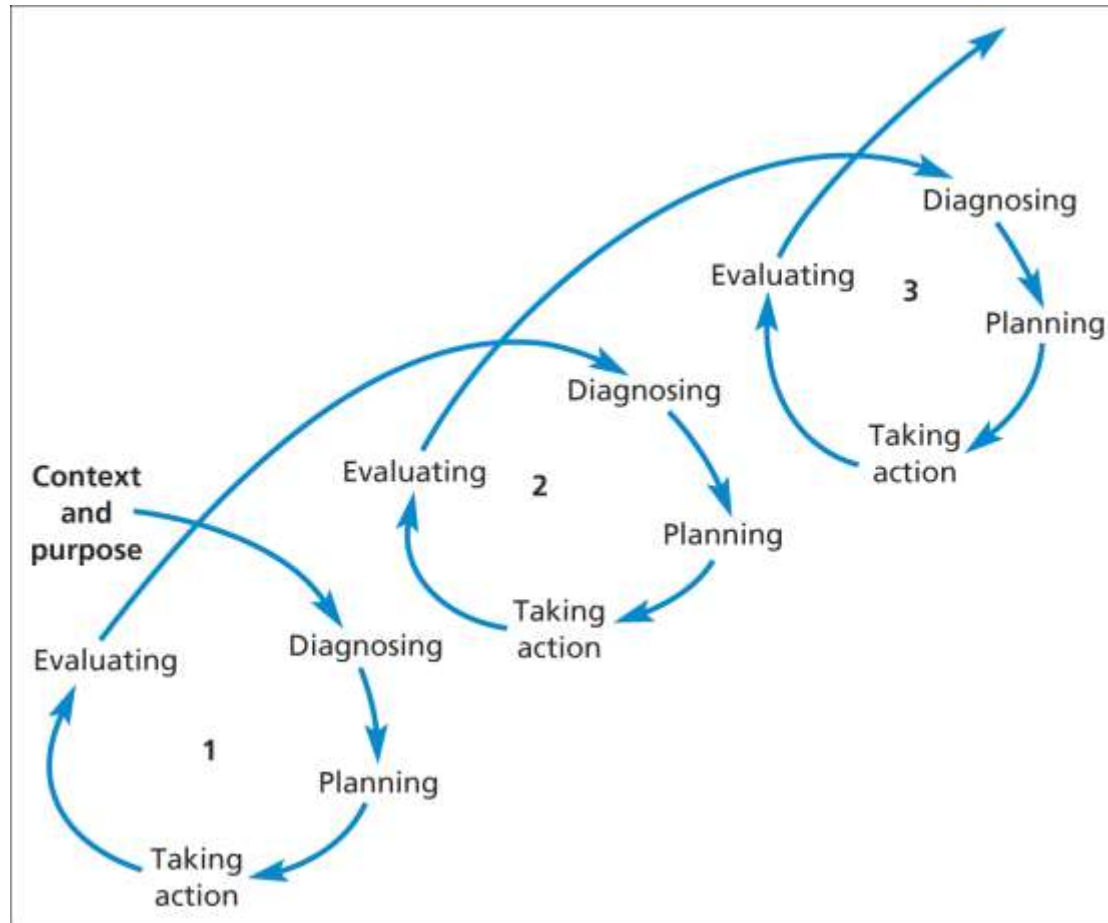 Context
and
purpose
Diagnosing
Planning
Taking
action
Evaluating
1
Diagnosing
Planning
Taking
action
Evaluating
2
Diagnosing
Planning
Taking
action
Evaluating
3